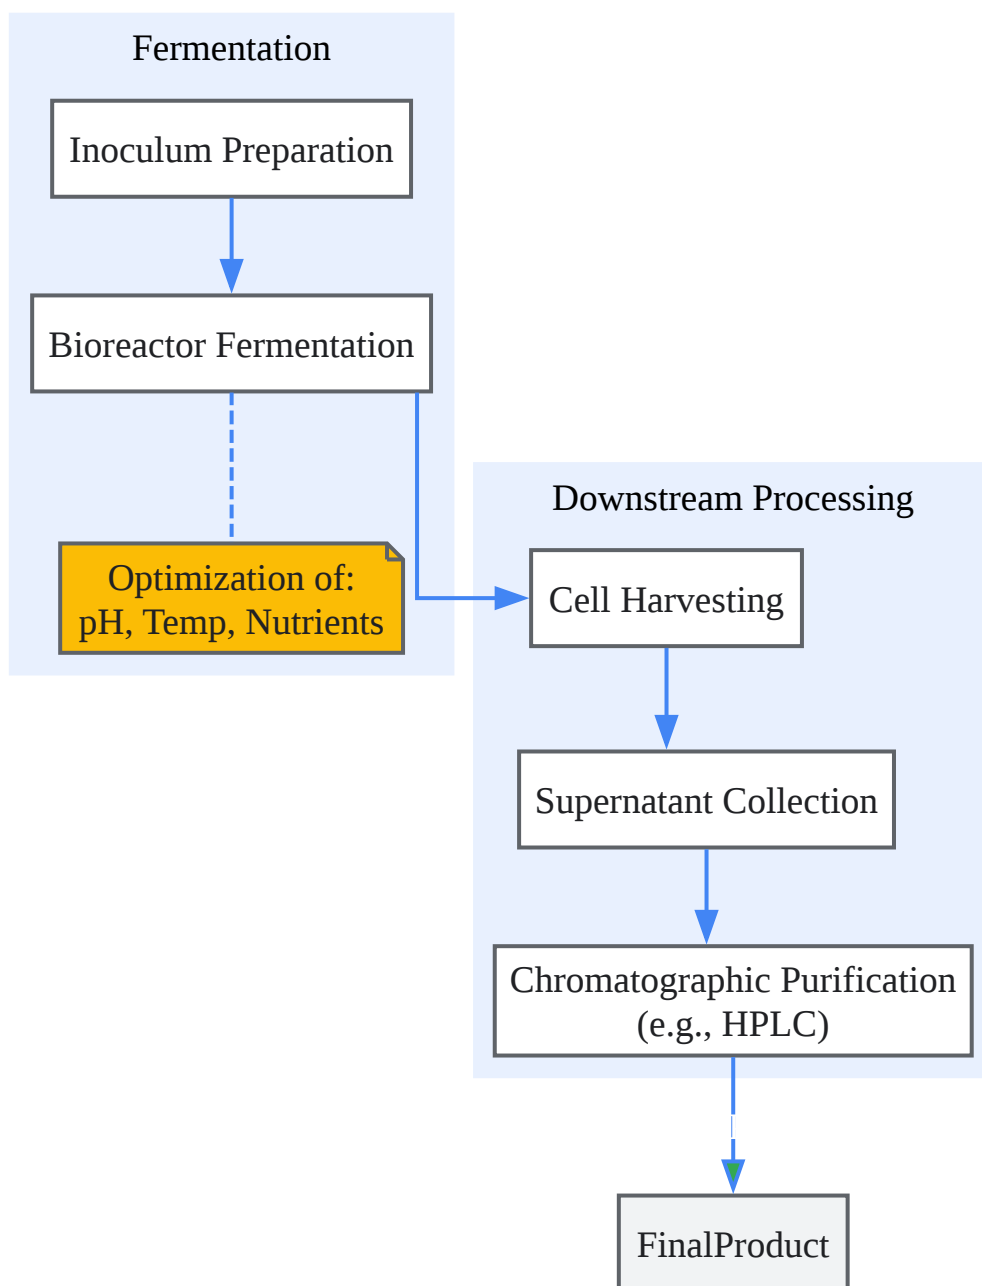 Fermentation
Inoculum Preparation
Bioreactor Fermentation
Optimization of:
pH, Temp, Nutrients
Downstream Processing
Cell Harvesting
Supernatant Collection
Chromatographic Purification
(e.g., HPLC)
FinalProduct